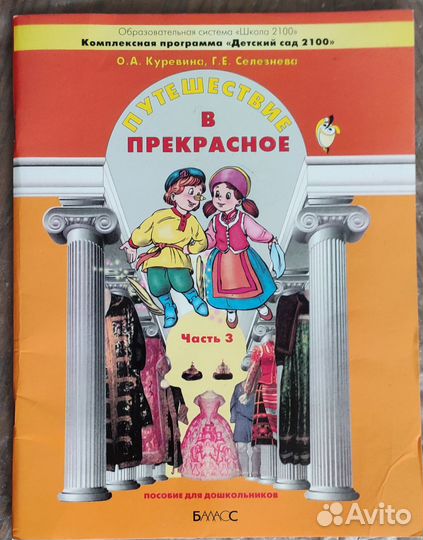 Образовательная система «Школа 2100»
Комплексная программа «Детский сад 2100»
О.А. Куревина, Г.Е. Селезнева
ПУТЕШЕСТВИЕ
В
ПРЕКРАСНОЕ
Часть 3
ПОСОБИЕ ДЛЯ ДОШКОЛЬНИКОВ
БАЛАСС
Avito